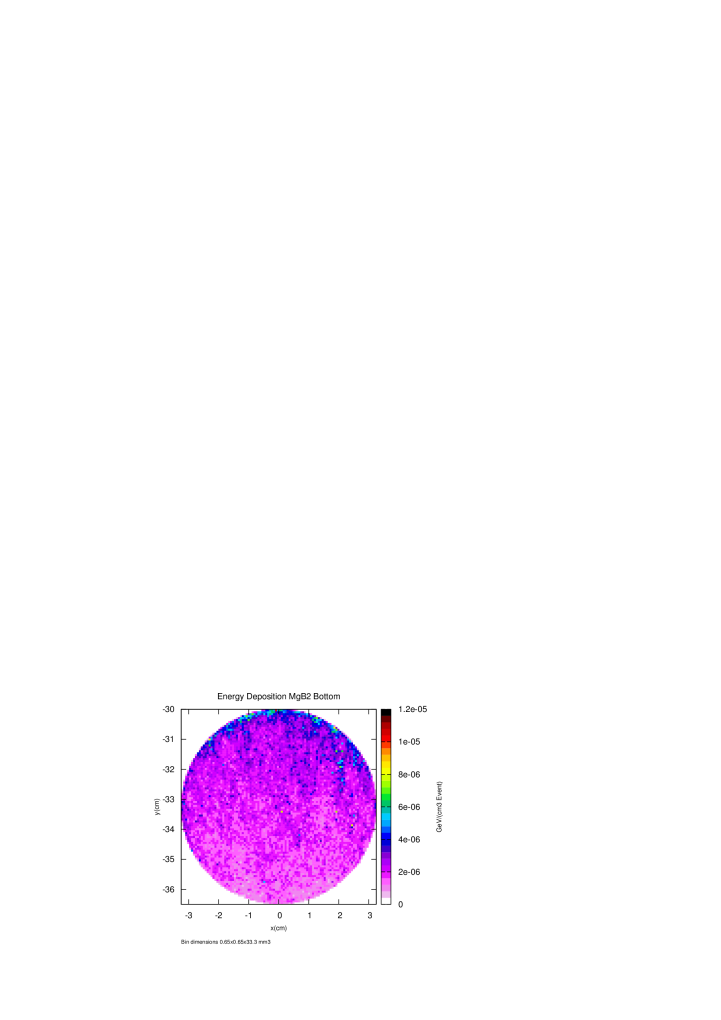 Energy Deposition MgB2 Bottom
-30
-31
-32
-33
-34
-35
-36
y(cm)
-3 -2 -1 0 1 2 3
x(cm)
1.2e-05
1e-05
8e-06
6e-06
4e-06
2e-06
0
GeV/(cm3 Event)
Bin dimensions 0.65x0.65x33.3 mm3